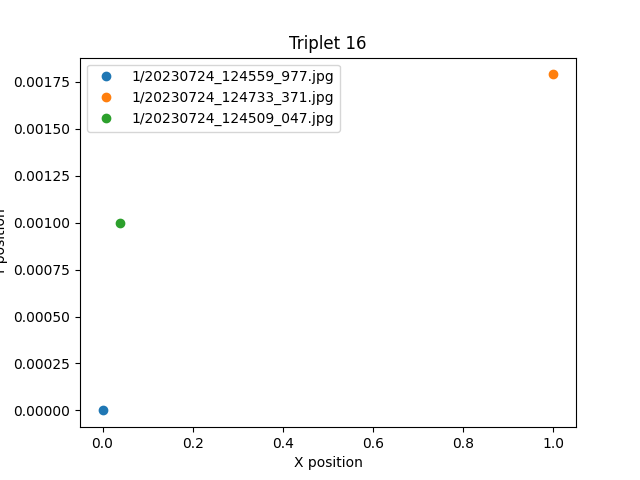 Triplet 16
1/20230724_124559_977.jpg
1/20230724_124733_371.jpg
1/20230724_124509_047.jpg
0.00175
0.00150
0.00125
0.00100
0.00075
0.00050
0.00025
0.00000
position
0.0 0.2 0.4 0.6 0.8 1.0
X position